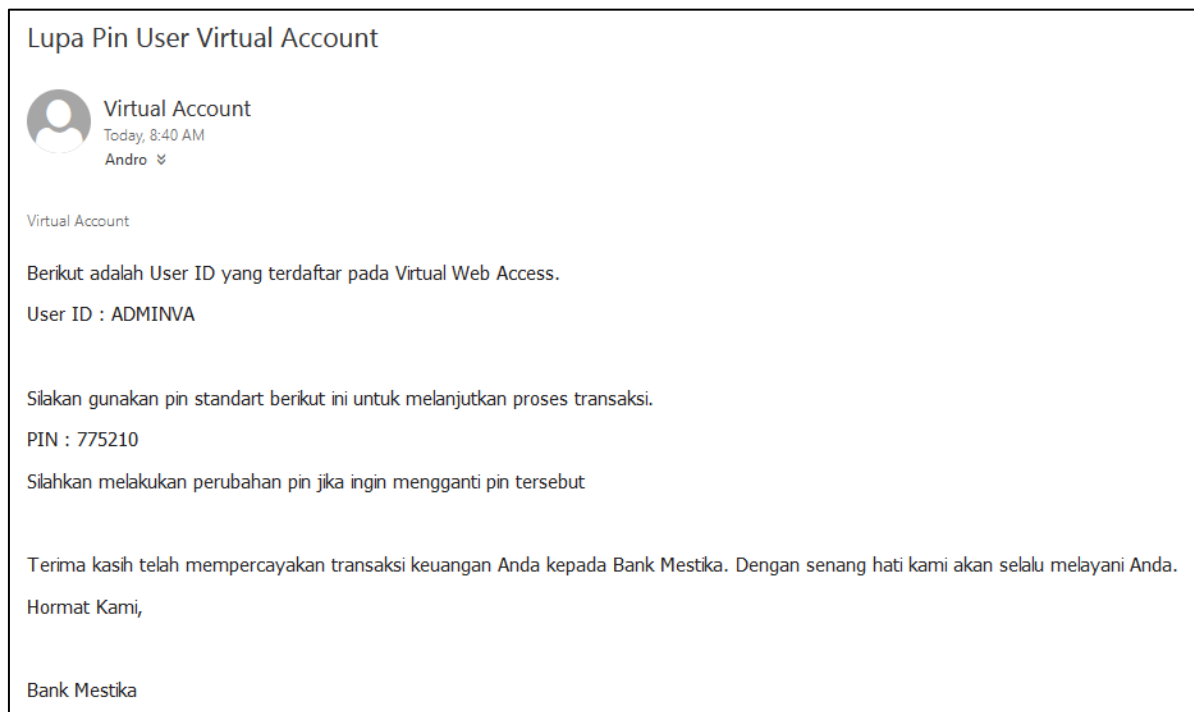 Lupa Pin User Virtual Account
Virtual Account
Today, 8:40 AM
Andro
Virtual Account
Berikut adalah User ID yang terdaftar pada Virtual Web Access.
User ID : ADMINVA
Silakan gunakan pin standart berikut ini untuk melanjutkan proses transaksi.
PIN : 775210
Silahkan melakukan perubahan pin jika ingin mengganti pin tersebut
Terima kasih telah mempercayakan transaksi keuangan Anda kepada Bank Mestika. Dengan senang hati kami akan selalu melayani Anda.
Hormat Kami,
Bank Mestika